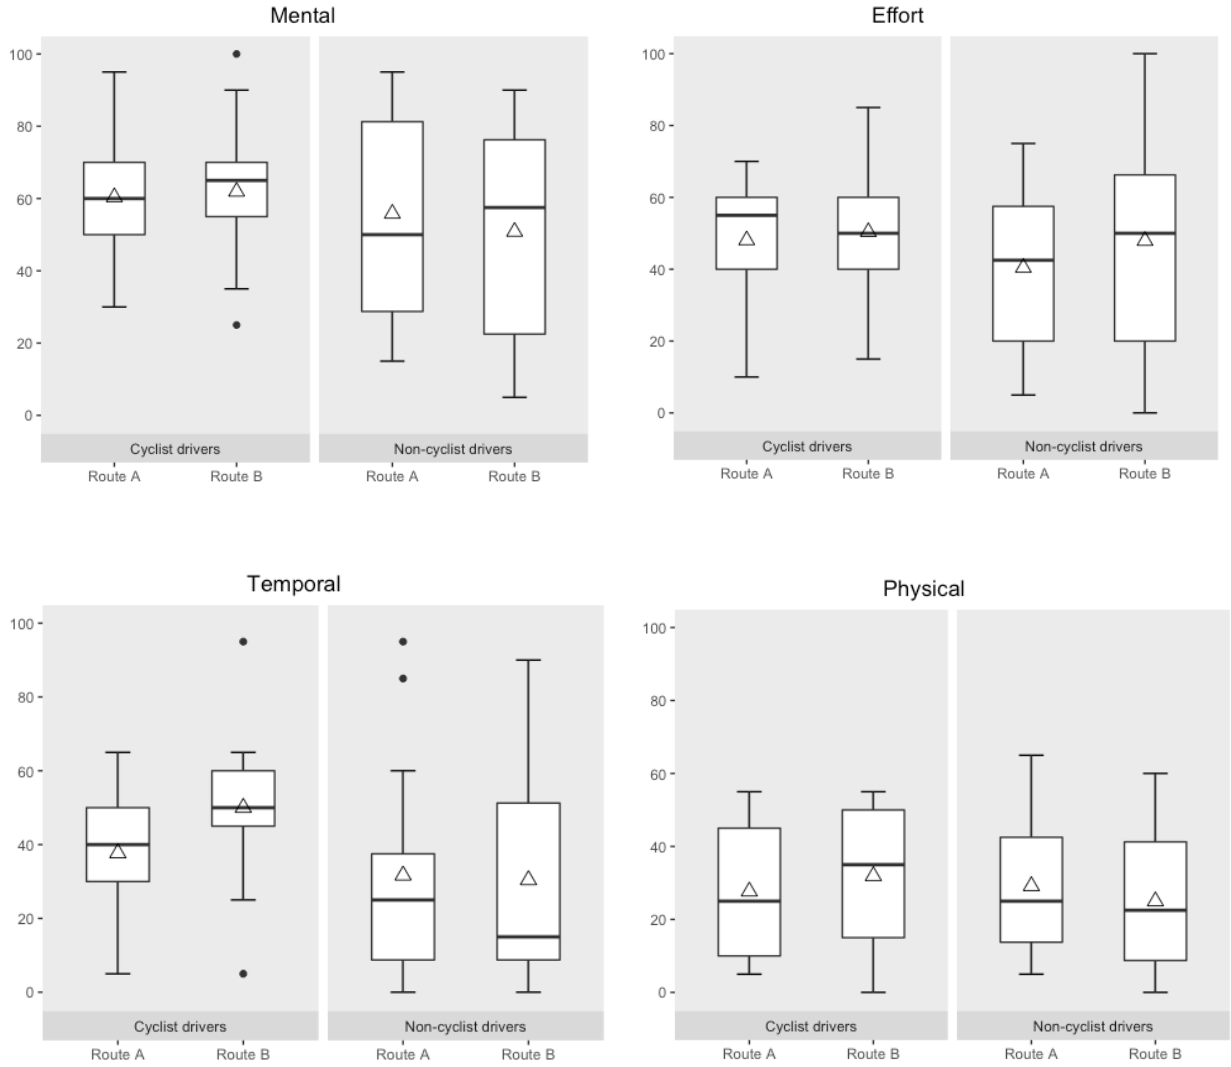 Mental
100
80
60
40
20
0
Cyclist drivers
Non-cyclist drivers
Route A
Route B
Route A
Route B
Effort
100
80
60
40
20
0
Cyclist drivers
Non-cyclist drivers
Route A
Route B
Route A
Route B
Temporal
100
80
60
40
20
0
Cyclist drivers
Non-cyclist drivers
Route A
Route B
Route A
Route B
Physical
100
80
60
40
20
0
Cyclist drivers
Non-cyclist drivers
Route A
Route B
Route A
Route B